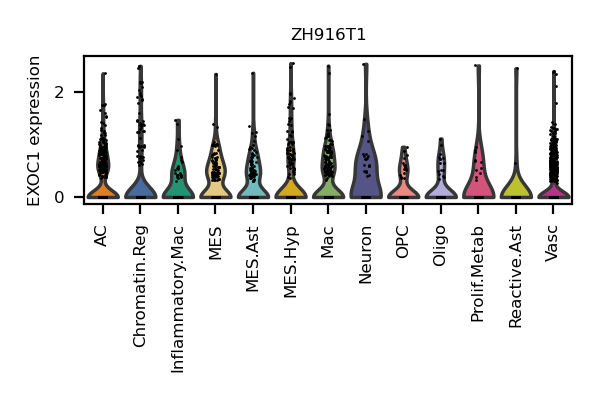 ZH916T1
EXOC1 expression
2
0
AC
Chromatin.Reg
Inflammatory.Mac
MES
MES.Ast
MES.Hyp
Mac
Neuron
OPC
Oligo
Prolif.Metab
Reactive.Ast
Vasc